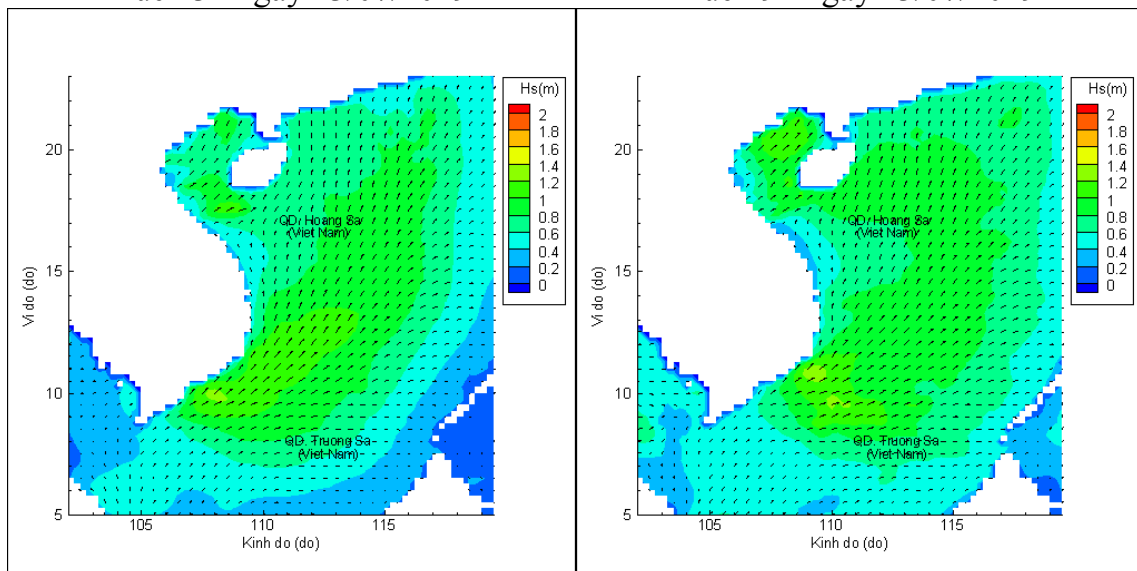 Hs(m)
2
1.8
1.6
1.4
1.2
1
0.8
0.6
0.4
0.2
0
20
15
10
5
105
110
115
Vi do (do)
Kinh do (do)
QD. Hoang Sa
(Viet Nam)
QD. Truong Sa
(Viet Nam)
Hs(m)
2
1.8
1.6
1.4
1.2
1
0.8
0.6
0.4
0.2
0
20
15
10
5
105
110
115
Vi do (do)
Kinh do (do)
QD. Hoang Sa
(Viet Nam)
QD. Truong Sa
(Viet Nam)